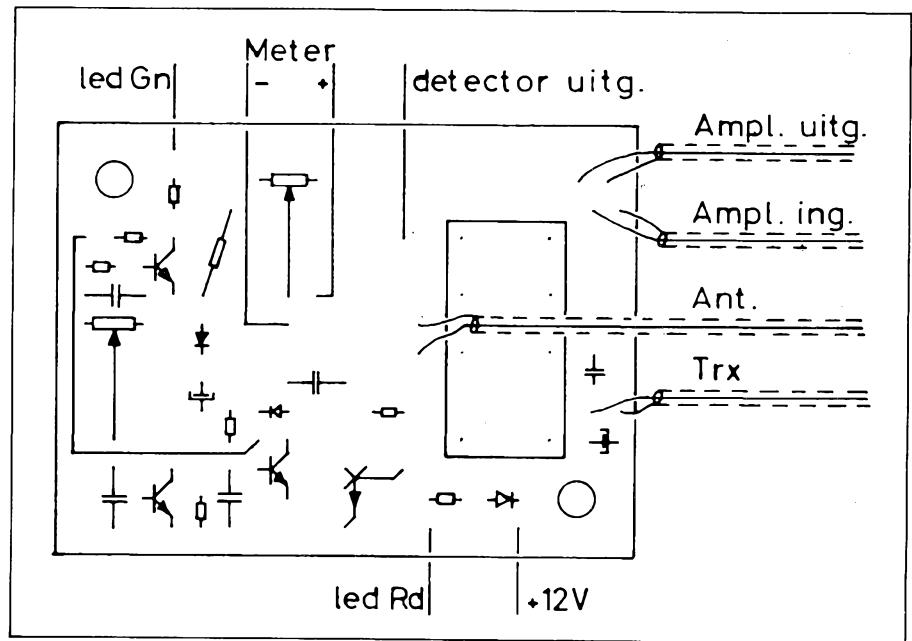 Meter
led Gn
- +
detector uitg.
Ampl. uitg.
Ampl. ing.
Ant.
Trx
led Rd
+12V